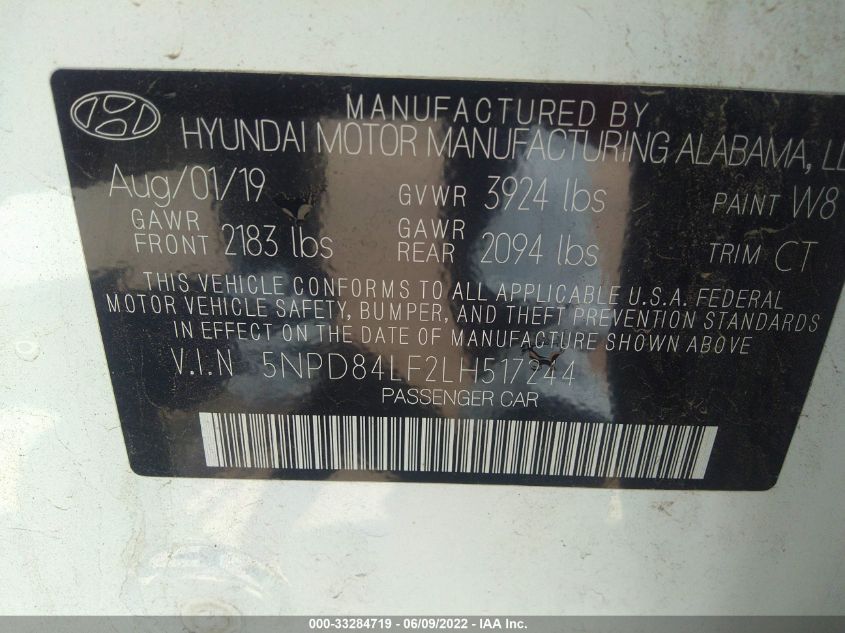 MANUFACTURED BY
HYUNDAI MOTOR MANUFACTURING ALABAMA,
Aug/01/19 GVWR 3924 lbs PAINT W8
GAWR FRONT 2183 lbs GAWR REAR 2094 lbs TRIM CT
THIS VEHICLE CONFORMS TO ALL APPLICABLE U.S.A. FEDERAL
MOTOR VEHICLE SAFETY, BUMPER, AND THEFT PREVENTION STANDARDS
IN EFFECT ON THE DATE OF MANUFACTURE SHOWN ABOVE
V.I.N 5NPD84LF2LH517244
PASSENGER CAR
000-33284719 - 06/09/2022 - IAA Inc.